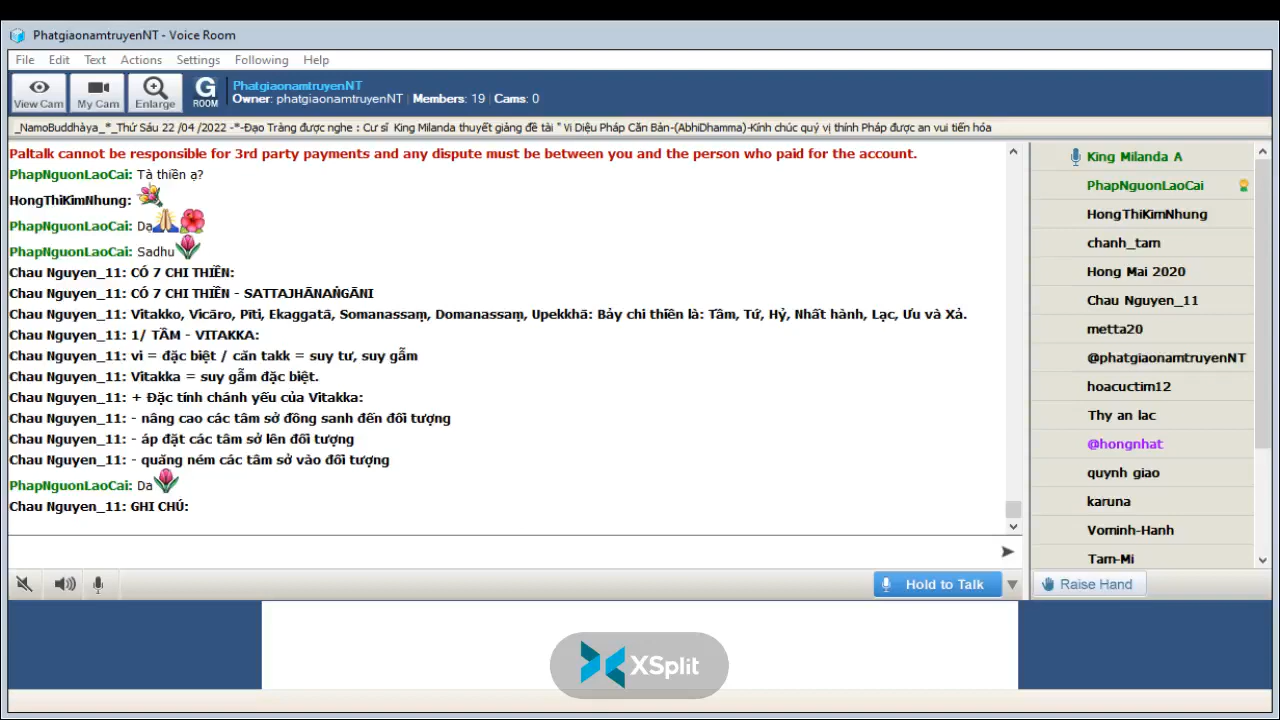 PhatgiaonamtruyenNT - Voice Room
File Edit Text Actions Settings Following Help
View Cam My Cam Enlarge G ROOM
PhatgiaonamtruyenNT
Owner: phatgiaonamtruyenNT | Members: 19 | Cams: 0
_NamoBuddhàya_*_Thứ Sáu 22 /04 /2022 -*-Đạo Tràng được nghe : Cư sĩ King Milanda thuyết giảng đề tài " Vi Diệu Pháp Căn Bản-(AbhiDhamma)-Kính chúc quý vị thính Pháp được an vui tiến hóa
Paltalk cannot be responsible for 3rd party payments and any dispute must be between you and the person who paid for the account.
PhapNguonLaoCai: Tà thiền ạ?
HongThiKimNhung:
PhapNguonLaoCai: Dạ
PhapNguonLaoCai: Sadhu
Chau Nguyen_11: CÓ 7 CHI THIỀN:
Chau Nguyen_11: CÓ 7 CHI THIỀN - SATTAJHĀNAṄGĀNI
Chau Nguyen_11: Vitakko, Vicāro, Pīti, Ekaggatā, Somanassaṃ, Domanassaṃ, Upekkhā: Bảy chi thiền là: Tầm, Tứ, Hỷ, Nhất hành, Lạc, Ưu và Xả.
Chau Nguyen_11: 1/ TẦM - VITAKKA:
Chau Nguyen_11: vi = đặc biệt / căn takk = suy tư, suy gẫm
Chau Nguyen_11: Vitakka = suy gẫm đặc biệt.
Chau Nguyen_11: + Đặc tính chánh yếu của Vitakka:
Chau Nguyen_11: - nâng cao các tâm sở đồng sanh đến đối tượng
Chau Nguyen_11: - áp đặt các tâm sở lên đối tượng
Chau Nguyen_11: - quăng ném các tâm sở vào đối tượng
PhapNguonLaoCai: Da
Chau Nguyen_11: GHI CHÚ:
King Milanda A
PhapNguonLaoCai
HongThiKimNhung
chanh_tam
Hong Mai 2020
Chau Nguyen_11
metta20
@phatgiaonamtruyenNT
hoacuctim12
Thy an lac
@hongnhat
quynh giao
karuna
Vominh-Hanh
Tam-Mi
Hold to Talk
Raise Hand
XSplit